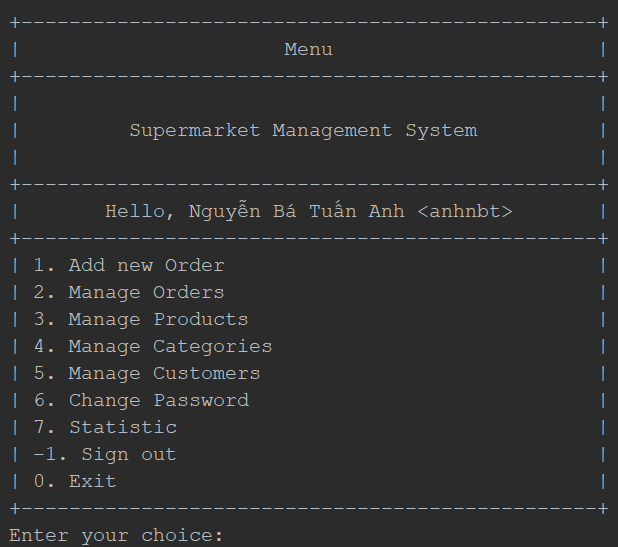 Menu
Supermarket Management System
Hello, Nguyễn Bá Tuấn Anh <anhnbt>
1. Add new Order
2. Manage Orders
3. Manage Products
4. Manage Categories
5. Manage Customers
6. Change Password
7. Statistic
-1. Sign out
0. Exit
Enter your choice: